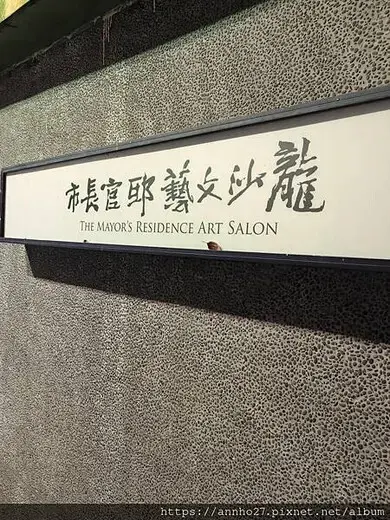 市長官邸藝文沙龍
THE MAYOR'S RESIDENCE ART SALON
https://annho27.pixnet.net/album